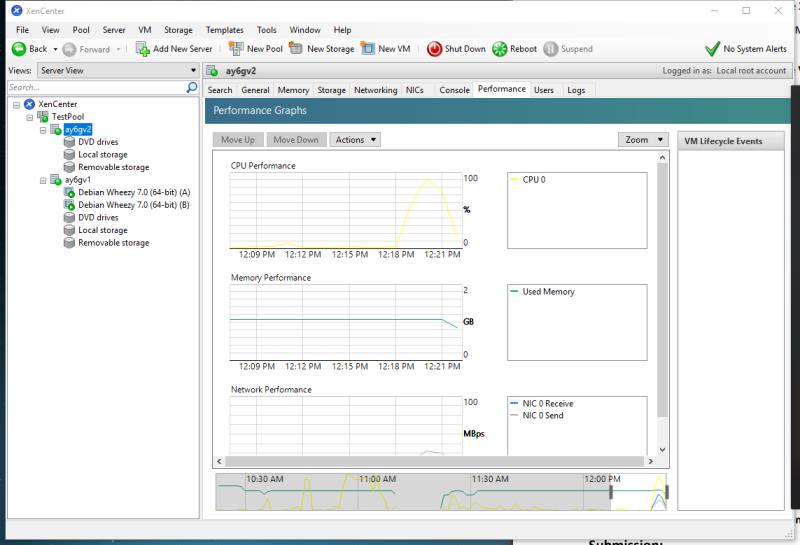 XenCenter
File View Pool Server VM Storage Templates Tools Window Help
Back Forward Add New Server New Pool New Storage New VM Shut Down Reboot Suspend No System Alerts
Views: Server View
ay6gv2 Logged in as: Local root account
Search...
Search General Memory Storage Networking NICs Console Performance Users Logs
XenCenter
TestPool
ay6gv2
DVD drives
Local storage
Removable storage
ay6gv1
Debian Wheezy 7.0 (64-bit) (A)
Debian Wheezy 7.0 (64-bit) (B)
DVD drives
Local storage
Removable storage
Performance Graphs
Move Up Move Down Actions Zoom
VM Lifecycle Events
CPU Performance
100
%
0
12:09 PM 12:12 PM 12:15 PM 12:18 PM 12:21 PM
CPU 0
Memory Performance
2
GB
0
12:09 PM 12:12 PM 12:15 PM 12:18 PM 12:21 PM
Used Memory
Network Performance
100
MBps
NIC 0 Receive
NIC 0 Send
10:30 AM 11:00 AM 11:30 AM 12:00 PM
Submission: